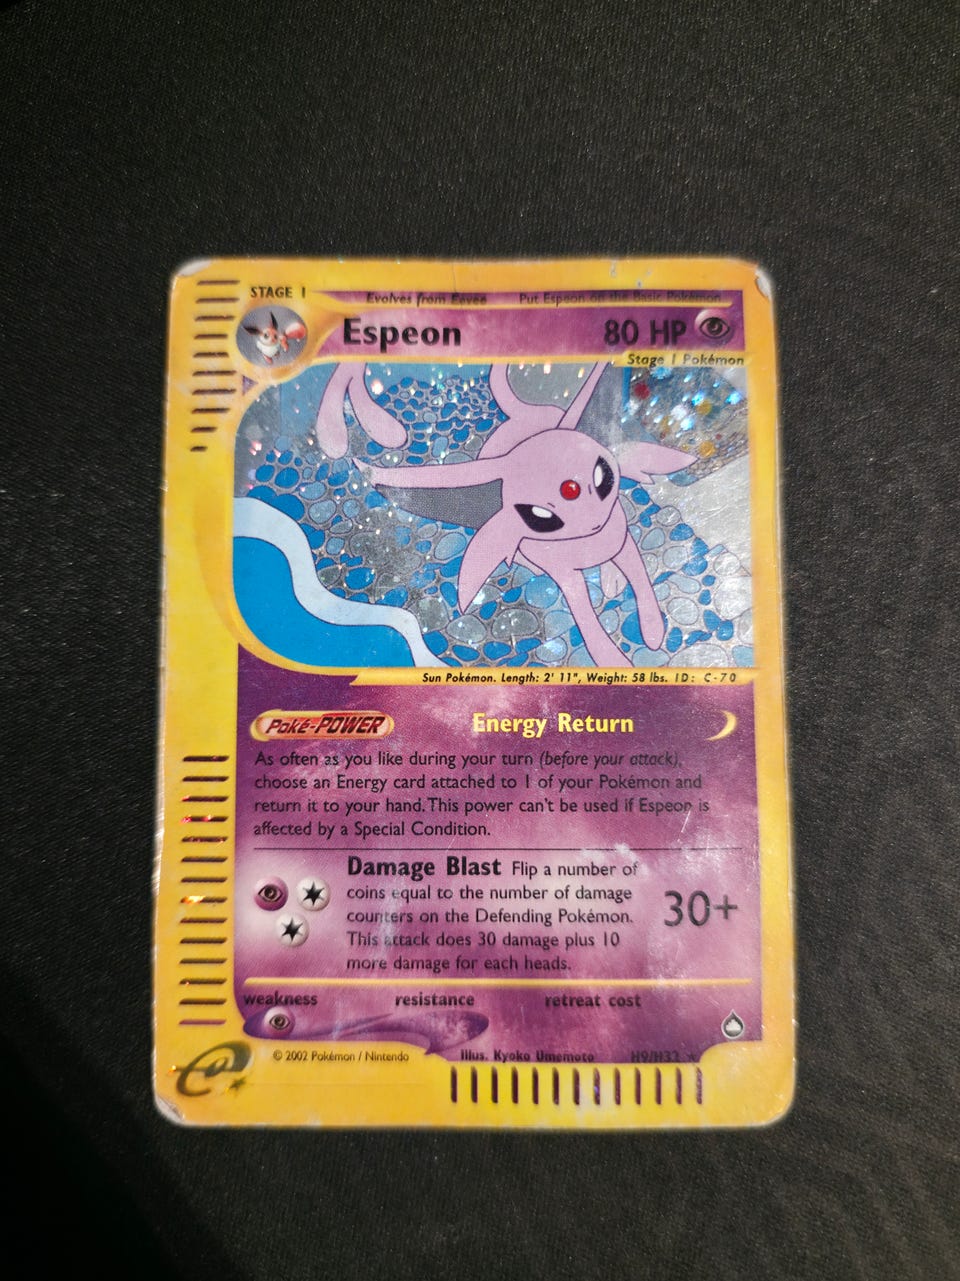 STAGE 1
Evolves from Eevee
Put Espeon on the Basic Pokémon
Espeon
80 HP
Stage 1 Pokémon
Sun Pokémon. Length: 2' 11", Weight: 58 lbs. ID: C-70
Poké-POWER
Energy Return
As often as you like during your turn (before your attack),
choose an Energy card attached to 1 of your Pokémon and
return it to your hand. This power can't be used if Espeon is
affected by a Special Condition.
Damage Blast Flip a number of
coins equal to the number of damage
counters on the Defending Pokémon.
This attack does 30 damage plus 10
more damage for each heads.
30+
weakness
resistance
retreat cost
e
© 2002 Pokémon / Nintendo
Illus. Kyoko Umemoto
H9/H32 ★